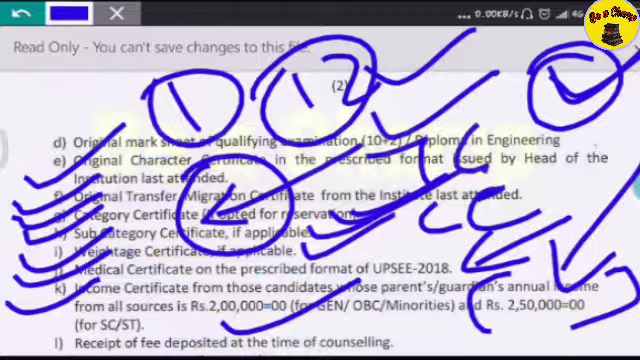 ... 0.00KB/s 4G
Be a Champ
Read Only - You can't save changes to this file.
(2)
d) Original mark sheet of qualifying examination (10+2) / Diploma in Engineering
e) Original Character Certificate in the prescribed format issued by Head of the
Institution last attended.
f) Original Transfer/Migration Certificate from the Institute last attended.
g) Category Certificate if opted for reservation.
h) Sub Category Certificate, if applicable.
i) Weightage Certificate, if applicable.
j) Medical Certificate on the prescribed format of UPSEE-2018.
k) Income Certificate from those candidates whose parent's/guardian's annual income
from all sources is Rs.2,00,000=00 (for GEN/ OBC/Minorities) and Rs. 2,50,000=00
(for SC/ST).
l) Receipt of fee deposited at the time of counselling.